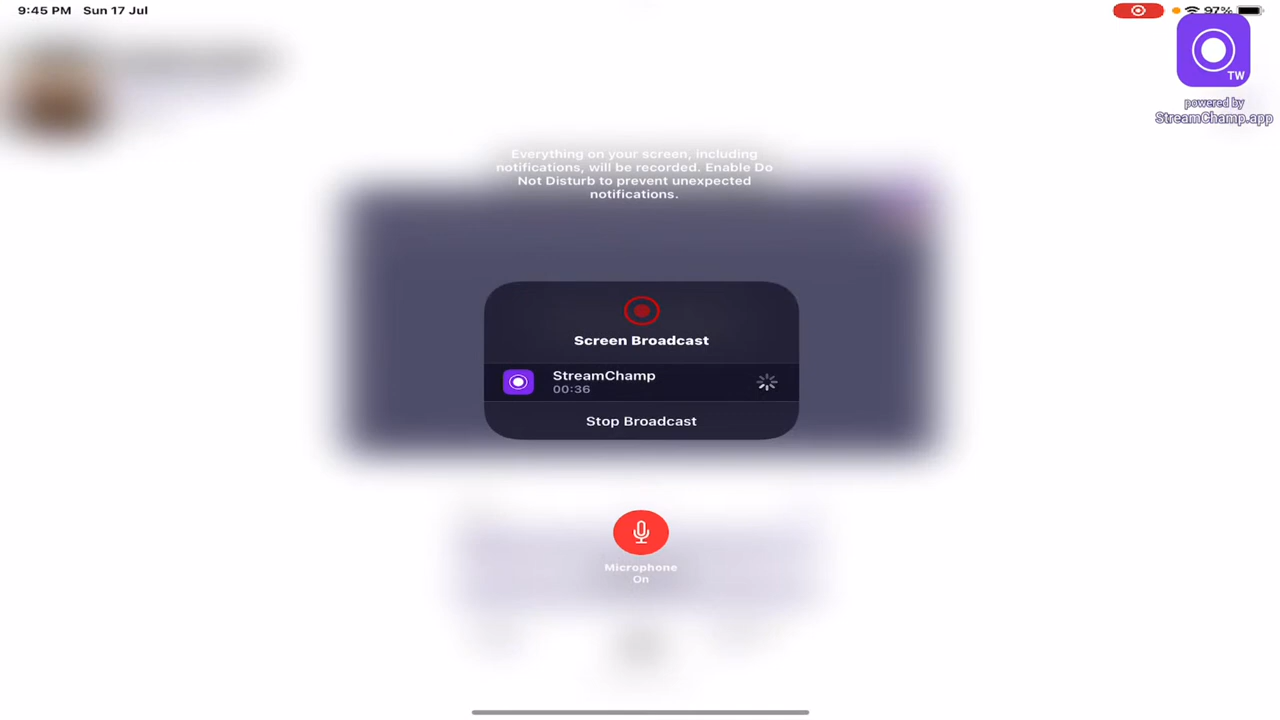 9:45 PM Sun 17 Jul
97%
TW
powered by
StreamChamp.app
Everything on your screen, including
notifications, will be recorded. Enable Do
Not Disturb to prevent unexpected
notifications.
Screen Broadcast
StreamChamp
00:36
Stop Broadcast
Microphone
On